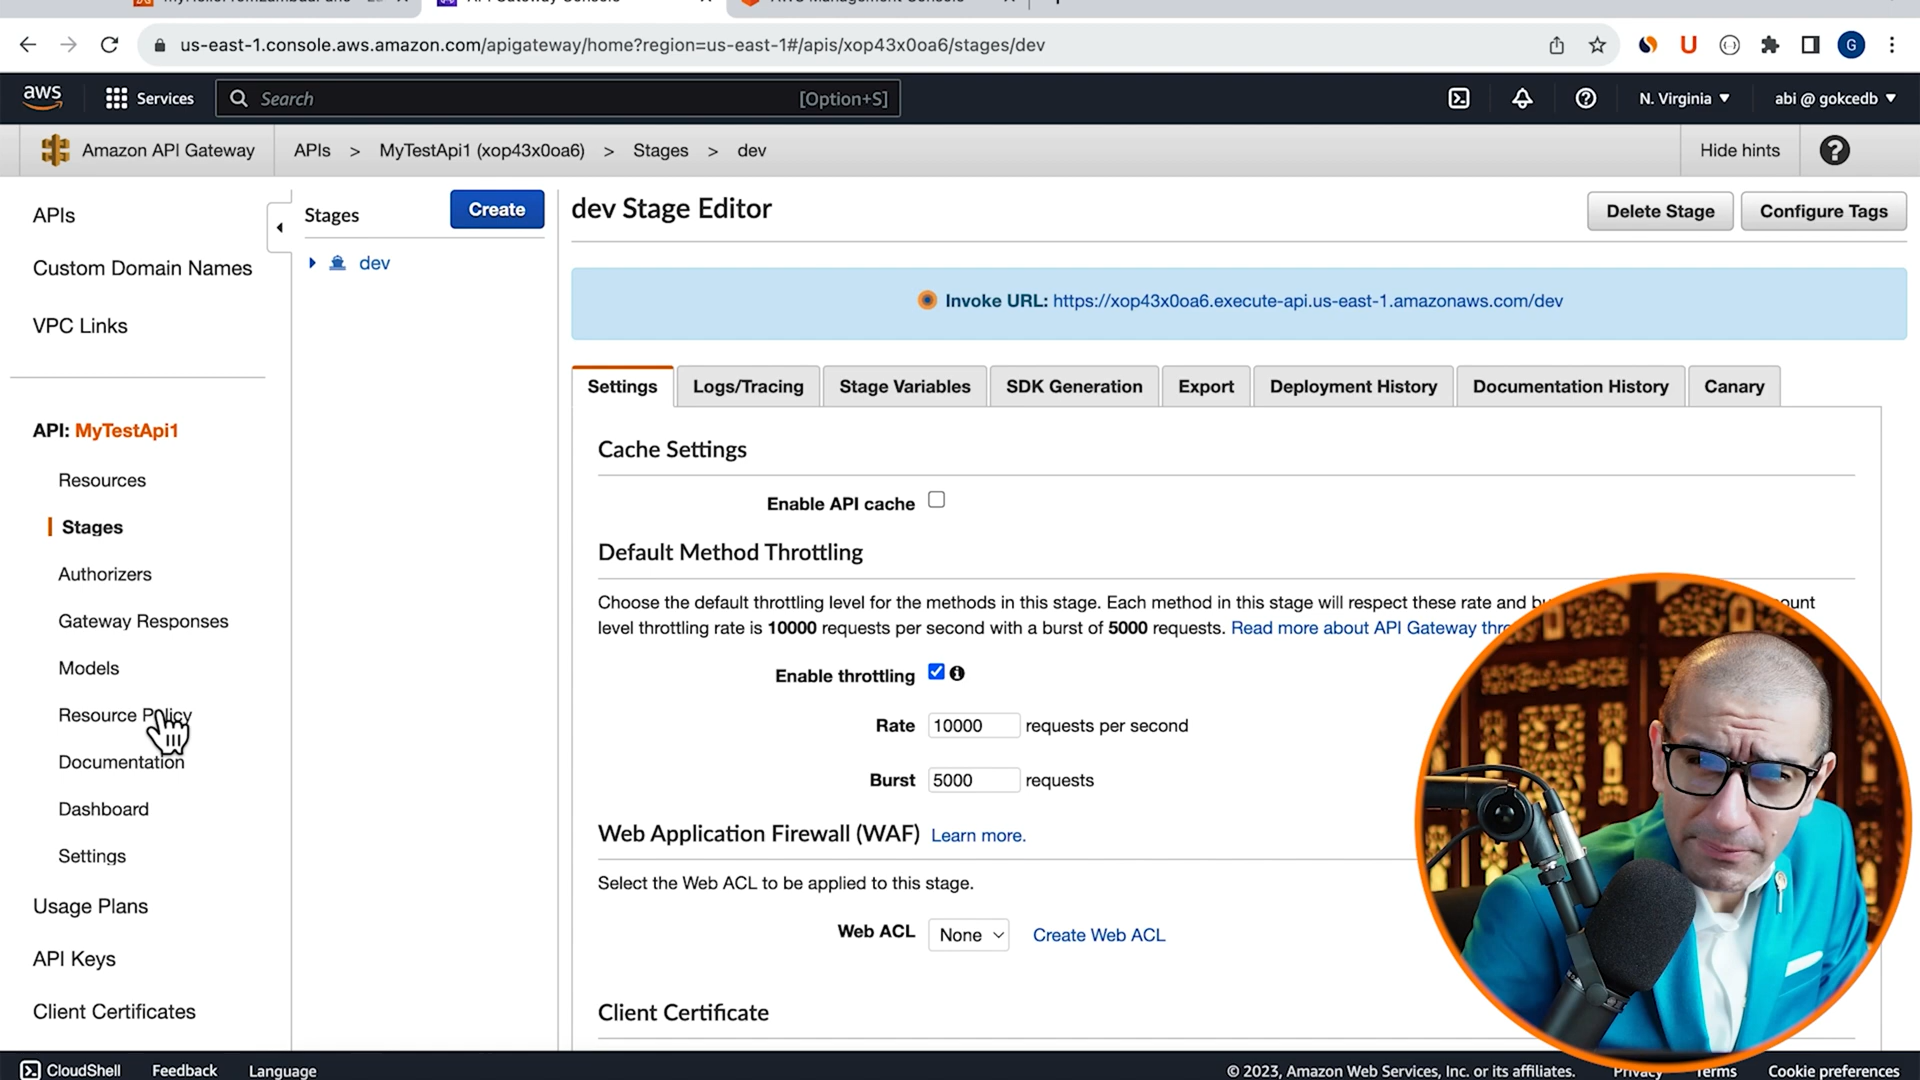 us-east-1.console.aws.amazon.com/apigateway/home?region=us-east-1#/apis/xop43x0oa6/stages/dev
G
aws
Services
Search
[Option+S]
N. Virginia
abi @ gokcedb
Amazon API Gateway
APIs > MyTestApi1 (xop43x0oa6) > Stages > dev
Hide hints
APIs
Custom Domain Names
VPC Links
API: MyTestApi1
Resources
Stages
Authorizers
Gateway Responses
Models
Resource Policy
Documentation
Dashboard
Settings
Usage Plans
API Keys
Client Certificates
Stages
Create
dev
dev Stage Editor
Delete Stage
Configure Tags
Invoke URL: https://xop43x0oa6.execute-api.us-east-1.amazonaws.com/dev
Settings
Logs/Tracing
Stage Variables
SDK Generation
Export
Deployment History
Documentation History
Canary
Cache Settings
Enable API cache
Default Method Throttling
Choose the default throttling level for the methods in this stage. Each method in this stage will respect these rate and
level throttling rate is 10000 requests per second with a burst of 5000 requests. Read more about API Gateway
Enable throttling
Rate 10000 requests per second
Burst 5000 requests
Web Application Firewall (WAF) Learn more.
Select the Web ACL to be applied to this stage.
Web ACL None Create Web ACL
Client Certificate
CloudShell
Feedback
Language
© 2023, Amazon Web Services, Inc. or its affiliates.
Privacy
Terms
Cookie preferences